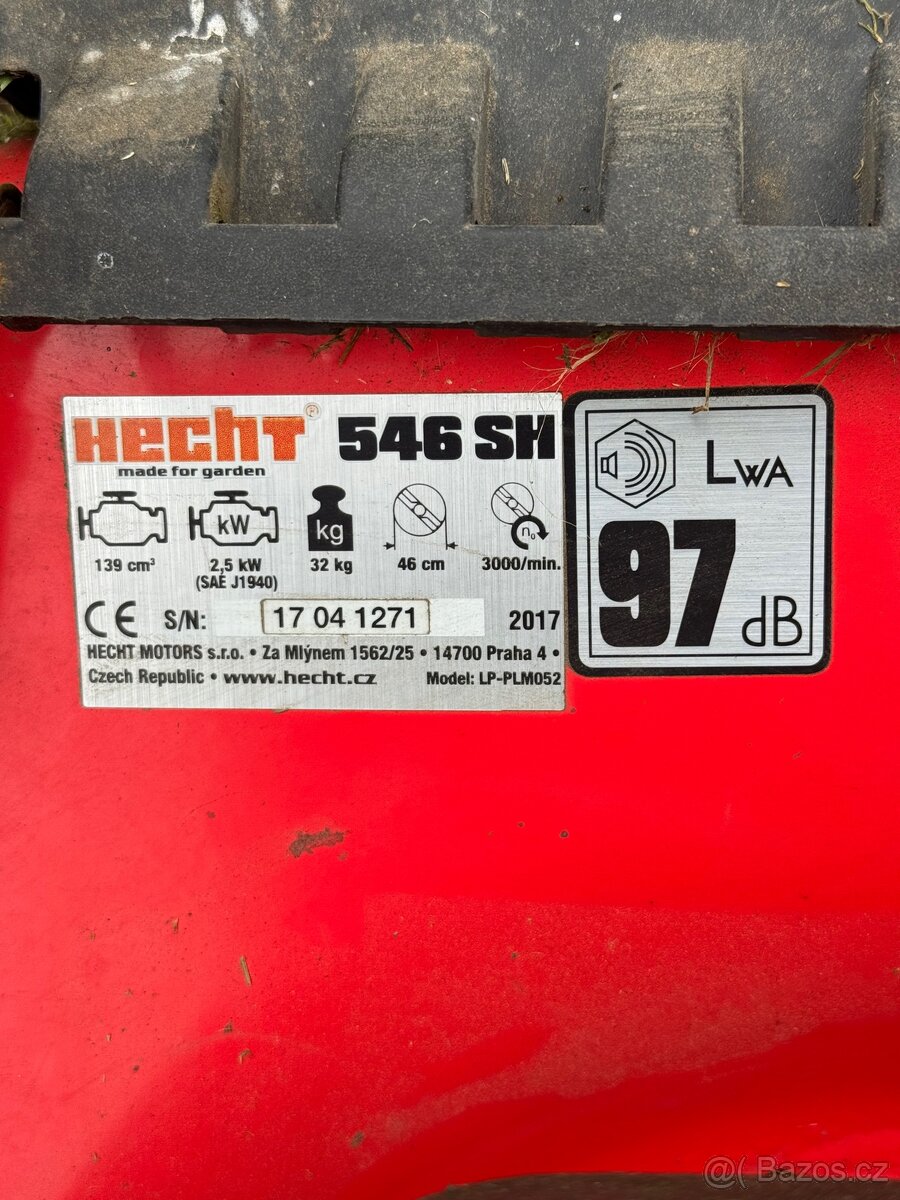 HECHT® 546 SH
made for garden
kW
kg
n₀
139 cm³
2,5 kW
(SAE J1940)
32 kg
46 cm
3000/min.
CE S/N: 17 04 1271 2017
HECHT MOTORS s.r.o. • Za Mlýnem 1562/25 • 14700 Praha 4 •
Czech Republic • www.hecht.cz Model: LP-PLM052
LWA
97
dB
@( Bazos.cz